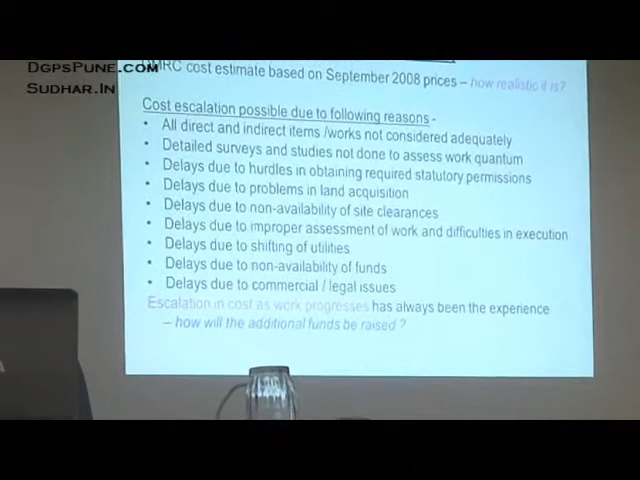 DgpsPune.com
Sudhar.In
DMRC cost estimate based on September 2008 prices – how realistic it is?
Cost escalation possible due to following reasons -
• All direct and indirect items /works not considered adequately
• Detailed surveys and studies not done to assess work quantum
• Delays due to hurdles in obtaining required statutory permissions
• Delays due to problems in land acquisition
• Delays due to non-availability of site clearances
• Delays due to improper assessment of work and difficulties in execution
• Delays due to shifting of utilities
• Delays due to non-availability of funds
• Delays due to commercial / legal issues
Escalation in cost as work progresses has always been the experience
– how will the additional funds be raised ?